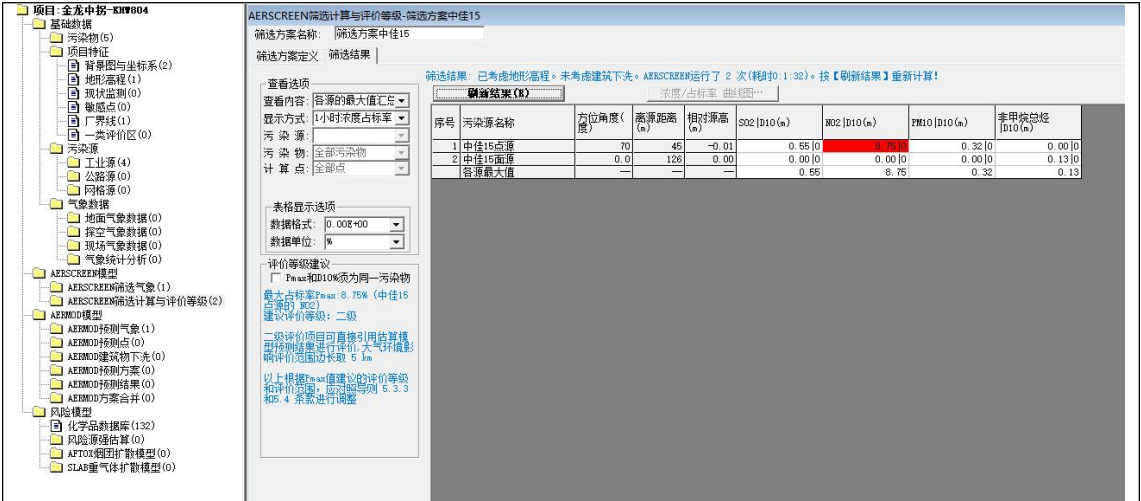 项目:金龙中拐-KHW804
基础数据
污染物(5)
项目特征
背景图与坐标系(2)
地形高程(1)
现状监测(0)
敏感点(0)
厂界线(1)
一类评价区(0)
污染源
工业源(4)
公路源(0)
网格源(0)
气象数据
地面气象数据(0)
探空气象数据(0)
现场气象数据(0)
气象统计分析(0)
AERSCREEN模型
AERSCREEN筛选气象(1)
AERSCREEN筛选计算与评价等级(2)
AERMOD模型
AERMOD预测气象(1)
AERMOD预测点(0)
AERMOD建筑物下洗(0)
AERMOD预测方案(0)
AERMOD预测结果(0)
AERMOD方案合并(0)
风险模型
化学品数据库(132)
风险源强估算(0)
AFTOX烟团扩散模型(0)
SLAB重气体扩散模型(0)
AERSCREEN筛选计算与评价等级-筛选方案中佳15
筛选方案名称: 筛选方案中佳15
筛选方案定义 筛选结果
查看选项
查看内容: 各源的最大值汇总
显示方式: 1小时浓度占标率
污 染 源:
污 染 物: 全部污染物
计 算 点: 全部点
表格显示选项
数据格式: 0.00E+00
数据单位: %
评价等级建议
Pmax和D10%须为同一污染物
最大占标率Pmax:8.75% (中佳15
点源的 NO2)
建议评价等级: 二级
二级评价项目可直接引用估算模
型预测结果进行评价,大气环境影
响评价范围边长取 5 km
以上根据Pmax值建议的评价等级
和评价范围，应对照导则 5.3.3
和5.4 条款进行调整
筛选结果: 已考虑地形高程。未考虑建筑下洗。AERSCREEN运行了 2 次(耗时0:1:32)。按【刷新结果】重新计算!
刷新结果(R) 浓度/占标率 曲线图…
序号 污染源名称 方位角度(度) 离源距离(m) 相对源高(m) SO2|D10(m) NO2|D10(m) PM10|D10(m) 非甲烷总烃|D10(m)
1 中佳15点源 70 45 -0.01 0.55|0 8.75|0 0.32|0 0.00|0
2 中佳15面源 0.0 126 0.00 0.00|0 0.00|0 0.00|0 0.13|0
各源最大值 — — — 0.55 8.75 0.32 0.13